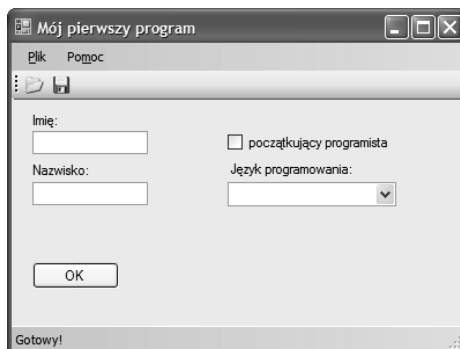 Mój pierwszy program
Plik Pomoc
Imię:
początkujący programista
Nazwisko:
Język programowania:
OK
Gotowy!